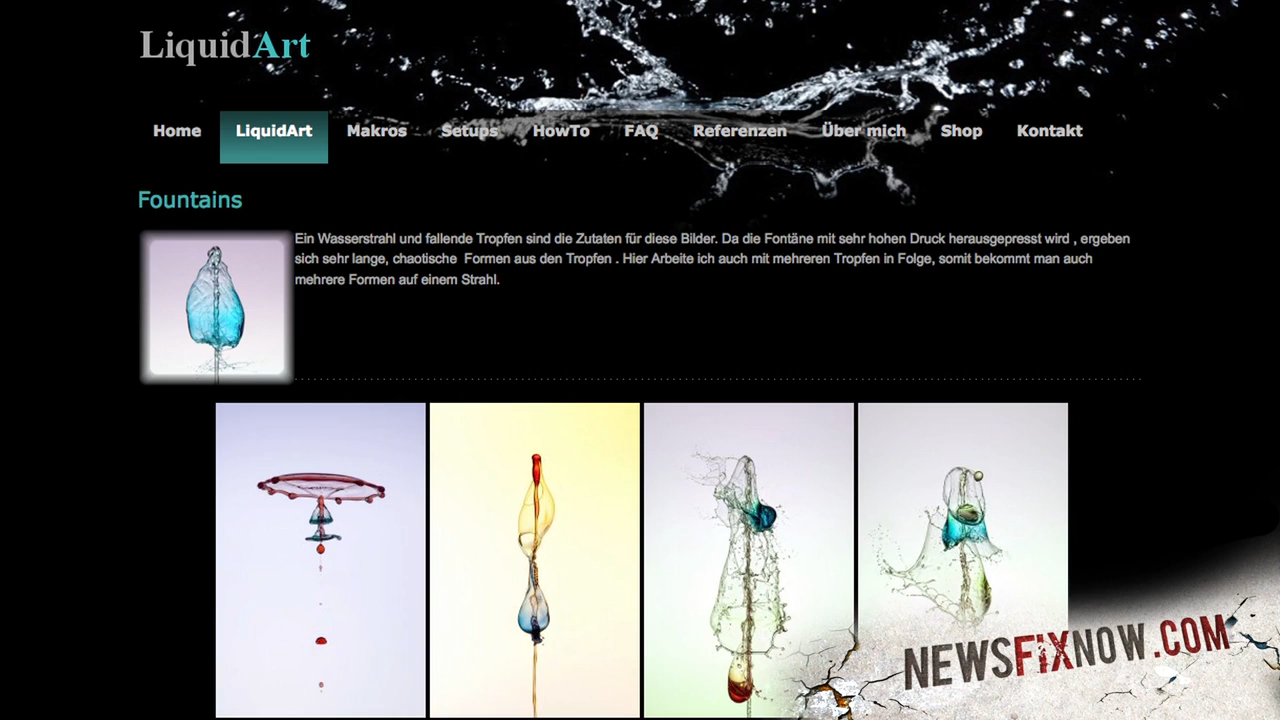 LiquidArt
Home LiquidArt Makros Setups HowTo FAQ Referenzen Über mich Shop Kontakt
Fountains
Ein Wasserstrahl und fallende Tropfen sind die Zutaten für diese Bilder. Da die Fontäne mit sehr hohen Druck herausgepresst wird , ergeben
sich sehr lange, chaotische  Formen aus den Tropfen . Hier Arbeite ich auch mit mehreren Tropfen in Folge, somit bekommt man auch
mehrere Formen auf einem Strahl.
NEWSFIXNOW.COM